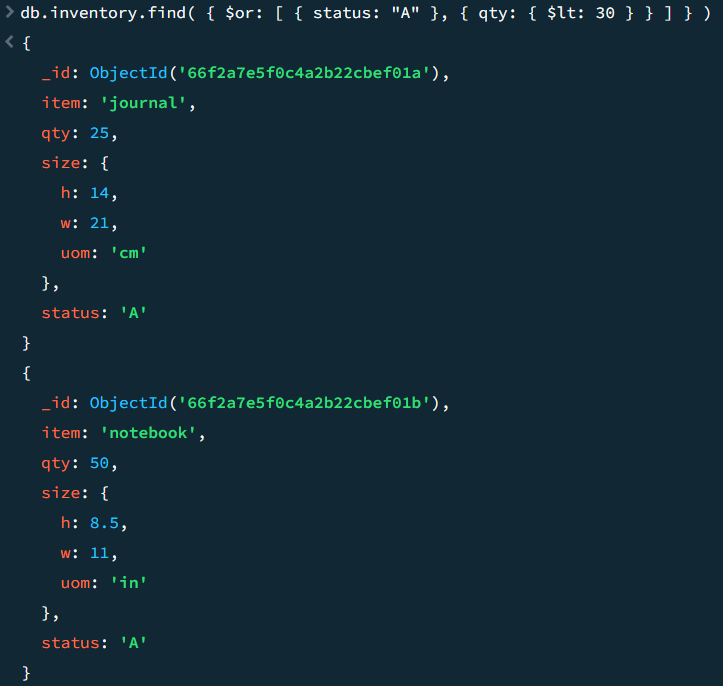 > db.inventory.find( { $or: [ { status: "A" }, { qty: { $lt: 30 } } ] } )
< {
_id: ObjectId('66f2a7e5f0c4a2b22cbef01a'),
item: 'journal',
qty: 25,
size: {
h: 14,
w: 21,
uom: 'cm'
},
status: 'A'
}
{
_id: ObjectId('66f2a7e5f0c4a2b22cbef01b'),
item: 'notebook',
qty: 50,
size: {
h: 8.5,
w: 11,
uom: 'in'
},
status: 'A'
}